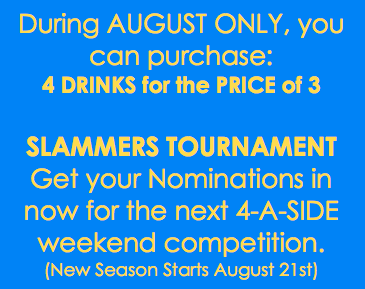 During AUGUST ONLY, you
can purchase:
4 DRINKS for the PRICE of 3
SLAMMERS TOURNAMENT
Get your Nominations in
now for the next 4-A-SIDE
weekend competition.
(New Season Starts August 21st)